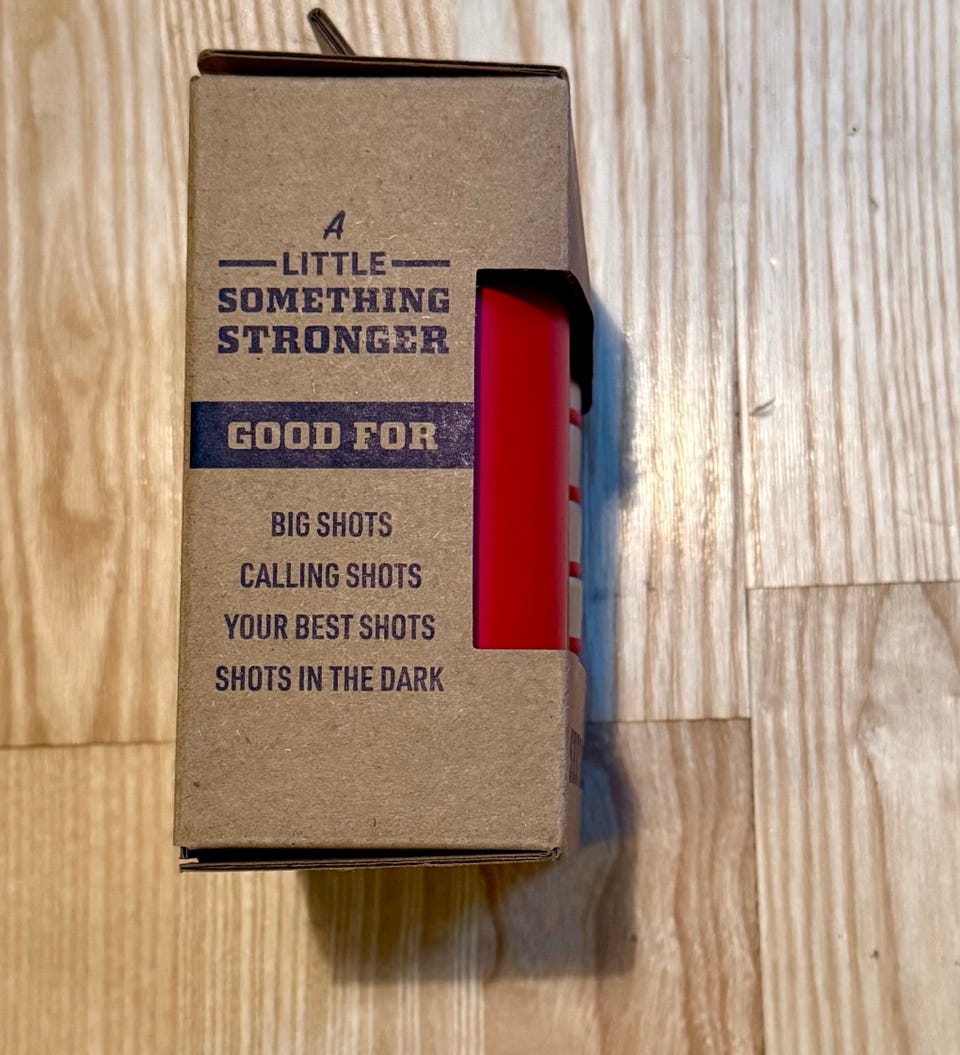 A
LITTLE
SOMETHING
STRONGER
GOOD FOR
BIG SHOTS
CALLING SHOTS
YOUR BEST SHOTS
SHOTS IN THE DARK